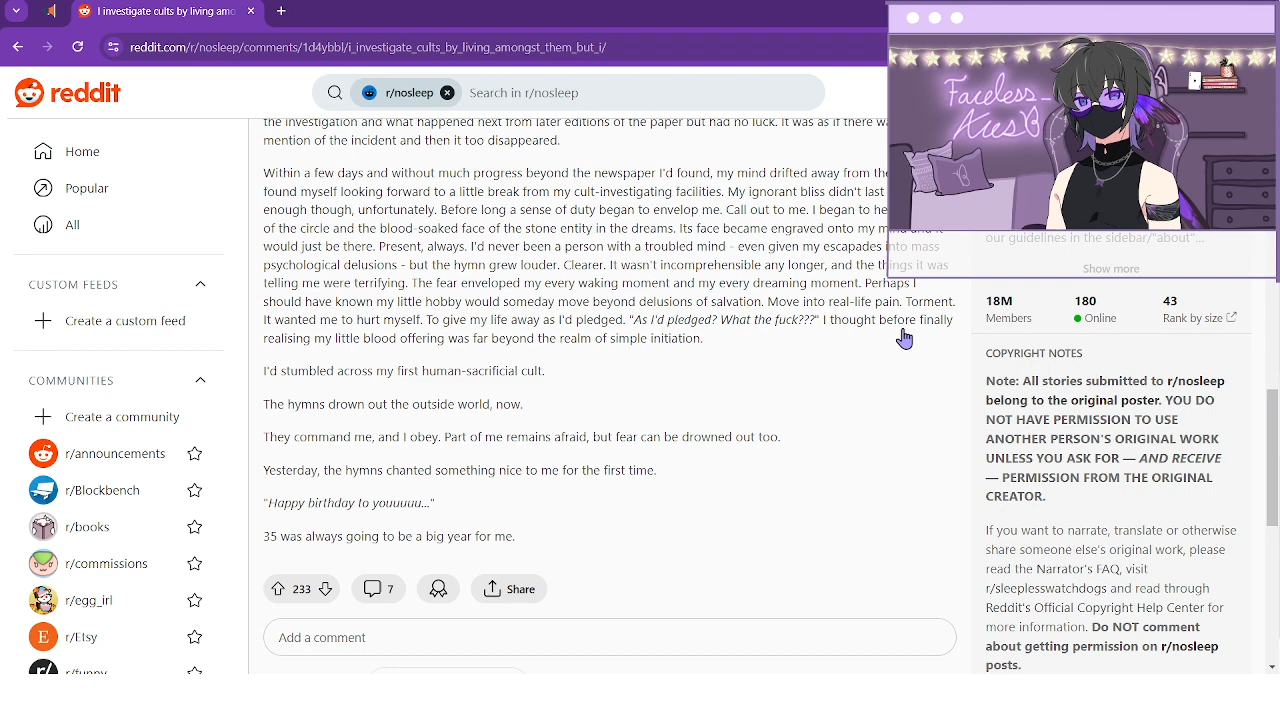 I investigate cults by living amo
reddit.com/r/nosleep/comments/1d4ybbl/i_investigate_cults_by_living_amongst_them_but_i/
reddit
r/nosleep
Search in r/nosleep
Home
Popular
All
CUSTOM FEEDS
Create a custom feed
COMMUNITIES
Create a community
r/announcements
r/Blockbench
r/books
r/commissions
r/egg_irl
r/Etsy
r/funny
the investigation and what happened next from later editions of the paper but had no luck. It was as if there
mention of the incident and then it too disappeared.
Within a few days and without much progress beyond the newspaper I'd found, my mind drifted away from the
found myself looking forward to a little break from my cult-investigating facilities. My ignorant bliss didn't last
enough though, unfortunately. Before long a sense of duty began to envelop me. Call out to me. I began to
of the circle and the blood-soaked maw of the stone entity in the dreams. Its face became engraved onto my mind and it
would just be there. Present, always. I'd never been a person with a troubled mind - even given my escapades into mass
psychological delusions - but the hymn grew louder. Clearer. It wasn't incomprehensible any longer, and the things it was
telling me were terrifying. The fear enveloped my every waking moment and my every dreaming moment. Perhaps I
should have known my little hobby would someday move beyond delusions of salvation. Move into real-life pain. Torment.
It wanted me to hurt myself. To give my life away as I'd pledged. "As I'd pledged? What the fuck???" I thought before finally
realising my little blood offering was far beyond the realm of simple initiation.
I'd stumbled across my first human-sacrificial cult.
The hymns drown out the outside world, now.
They command me, and I obey. Part of me remains afraid, but fear can be drowned out too.
Yesterday, the hymns chanted something nice to me for the first time.
"Happy birthday to youuuuu..."
35 was always going to be a big year for me.
233
7
Share
Add a comment
Faceless_
Aces
our guidelines in the sidebar/"about"...
Show more
18M
Members
180
Online
43
Rank by size
COPYRIGHT NOTES
Note: All stories submitted to r/nosleep
belong to the original poster. YOU DO
NOT HAVE PERMISSION TO USE
ANOTHER PERSON'S ORIGINAL WORK
UNLESS YOU ASK FOR — AND RECEIVE
— PERMISSION FROM THE ORIGINAL
CREATOR.
If you want to narrate, translate or otherwise
share someone else's original work, please
read the Narrator's FAQ, visit
r/sleeplesswatchdogs and read through
Reddit's Official Copyright Help Center for
more information. Do NOT comment
about getting permission on r/nosleep
posts.